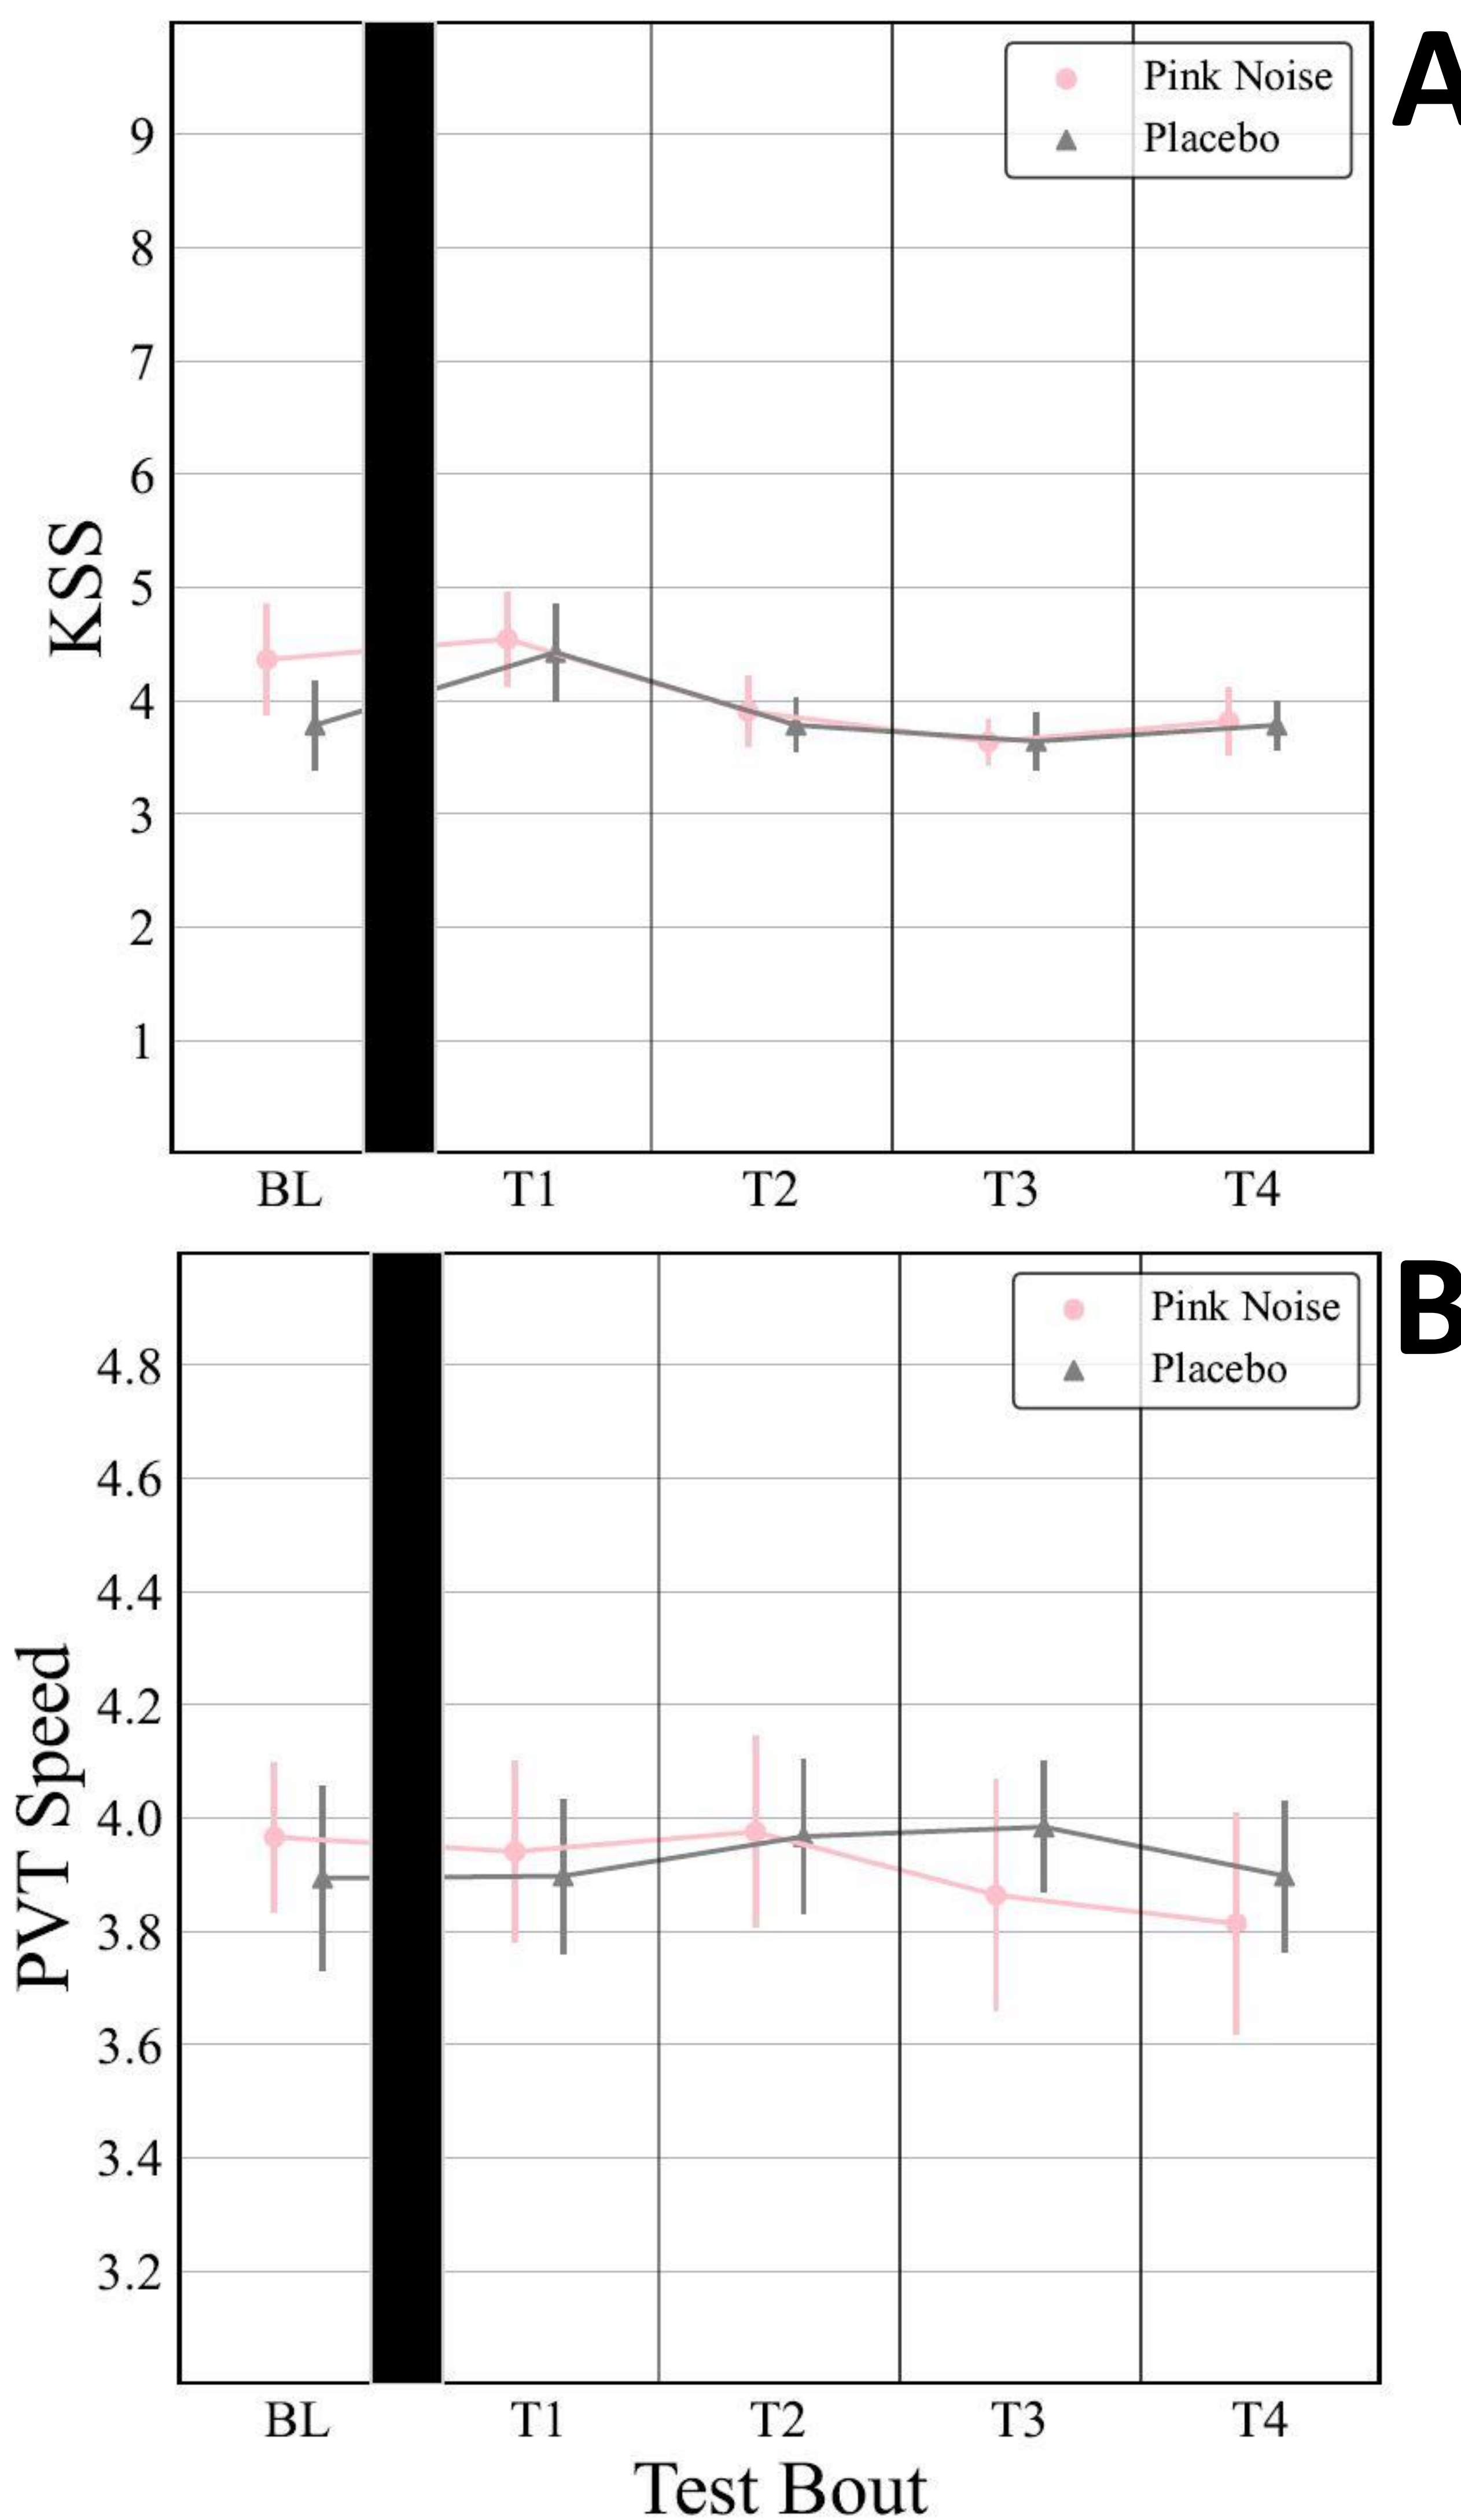 A
Pink Noise
Placebo
9
8
7
6
5
4
3
2
1
KSS
BL T1 T2 T3 T4
B
Pink Noise
Placebo
4.8
4.6
4.4
4.2
4.0
3.8
3.6
3.4
3.2
PVT Speed
BL T1 T2 T3 T4
Test Bout